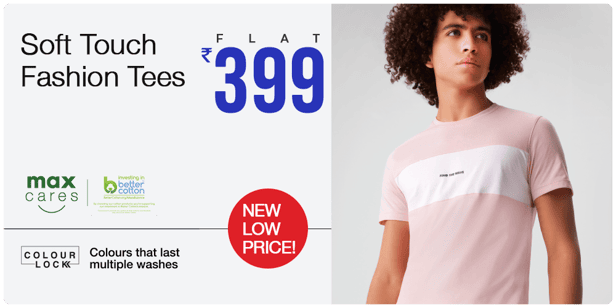 Soft Touch
Fashion Tees
FLAT
₹399
max
cares
investing in
better
cotton
NEW
LOW
PRICE!
COLOUR
LOCK
Colours that last
multiple washes